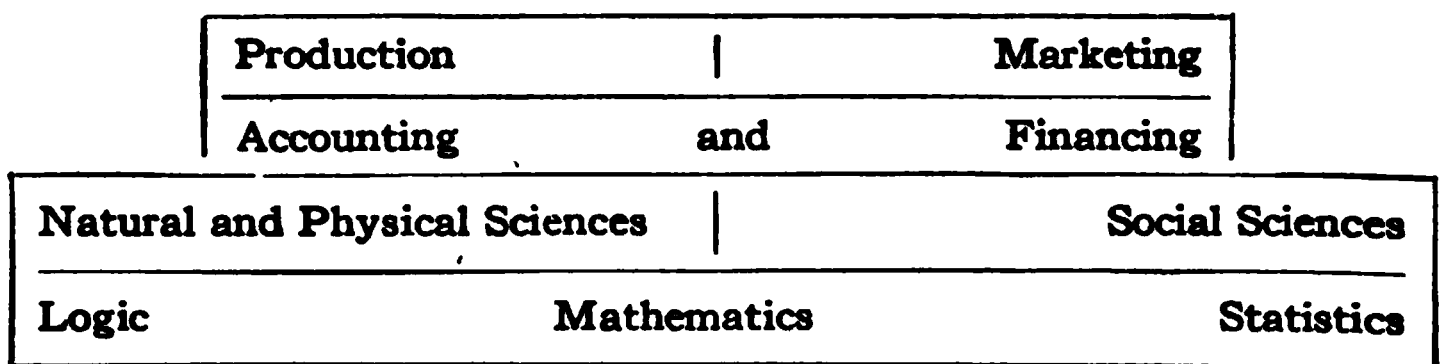 Production Marketing
Accounting and Financing
Natural and Physical Sciences Social Sciences
Logic Mathematics Statistics